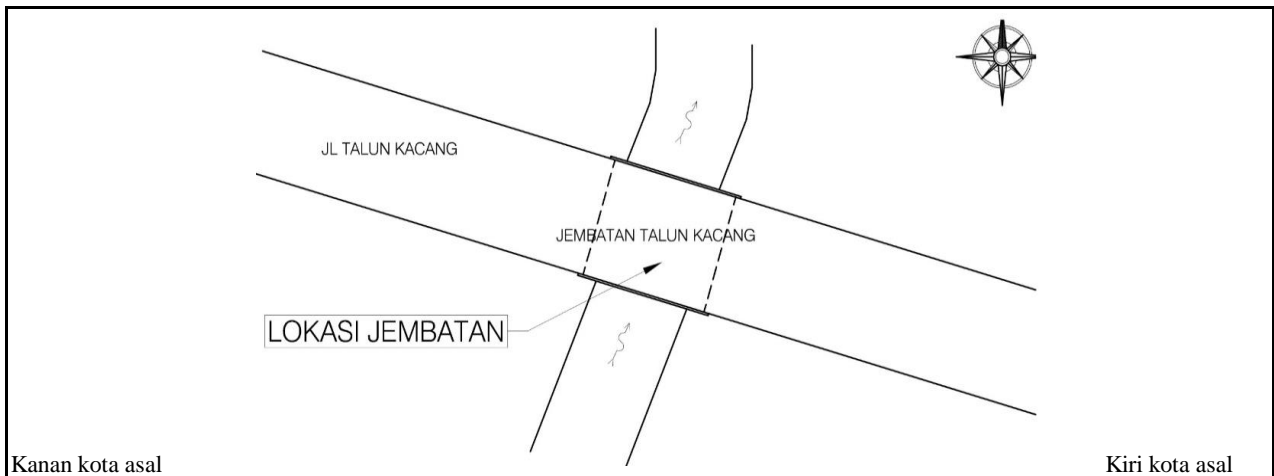 JL TALUN KACANG
JEMBATAN TALUN KACANG
LOKASI JEMBATAN
Kanan kota asal
Kiri kota asal